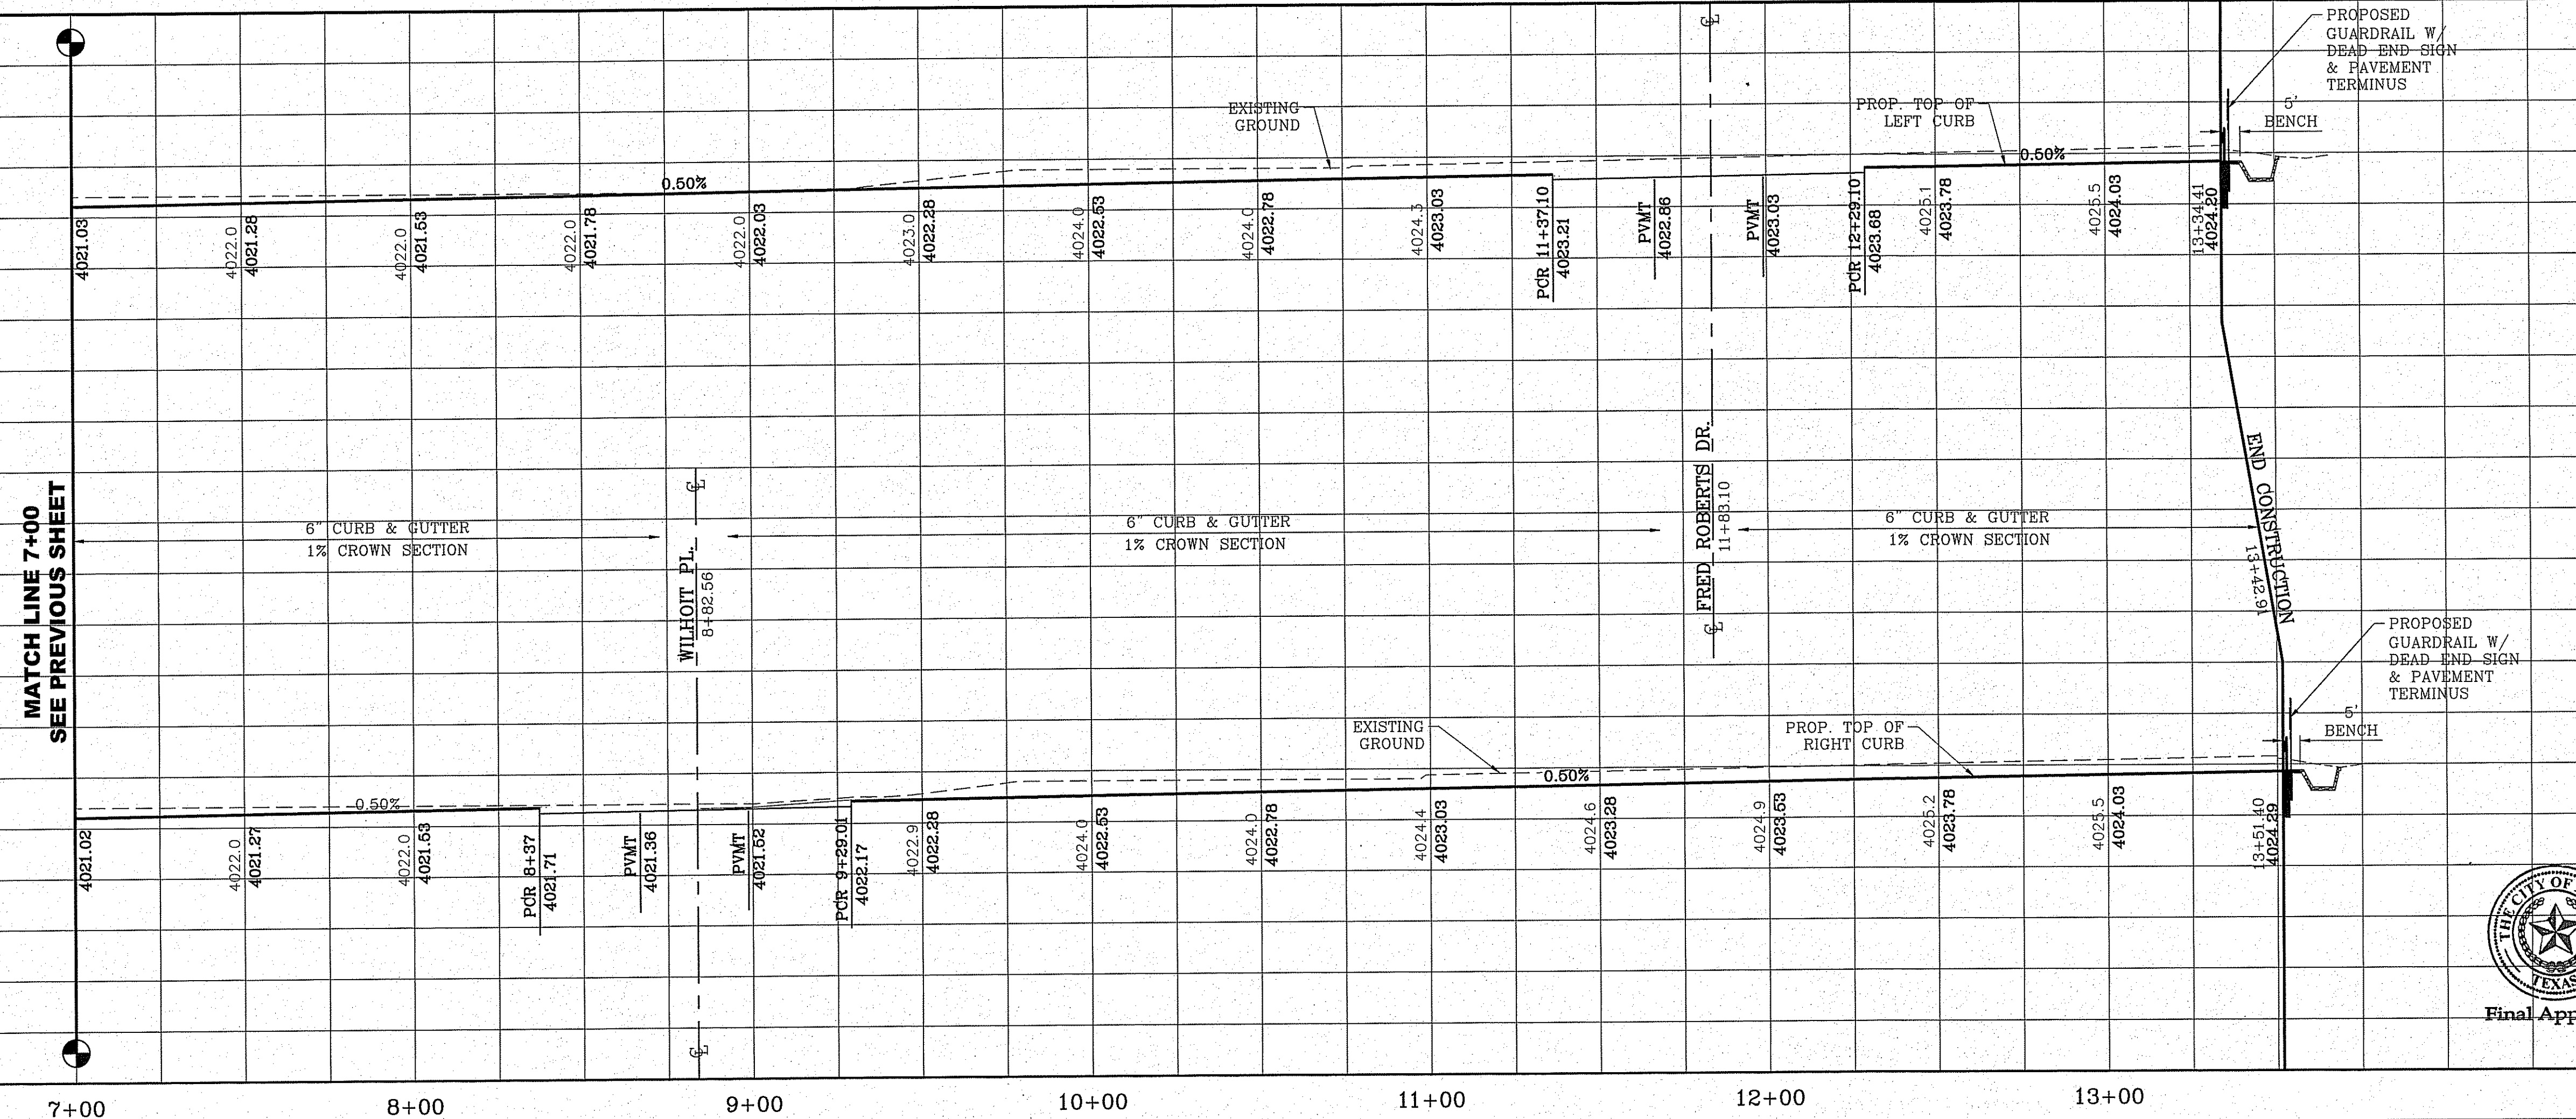 PROPOSED
GUARDRAIL W/
DEAD END SIGN
& PAVEMENT
TERMINUS
5'
BENCH
EXISTING
GROUND
PROP. TOP OF
LEFT CURB
0.50%
0.50%
4021.03
4022.0
4021.28
4022.0
4021.53
4022.0
4021.78
4022.0
4022.03
4023.0
4022.28
4024.0
4022.53
4024.0
4022.78
4024.3
4023.03
PCR 11+37.10
4023.21
PVMT
4022.86
PVMT
4023.03
PCR 12+29.10
4023.68
4025.1
4023.78
4025.5
4024.03
13+34.41
4024.20
MATCH LINE 7+00
SEE PREVIOUS SHEET
6" CURB & GUTTER
1% CROWN SECTION
WILHOIT PL.
8+82.56
6" CURB & GUTTER
1% CROWN SECTION
FRED ROBERTS DR.
11+83.10
6" CURB & GUTTER
1% CROWN SECTION
END CONSTRUCTION
13+42.91
PROPOSED
GUARDRAIL W/
DEAD END SIGN
& PAVEMENT
TERMINUS
5'
BENCH
EXISTING
GROUND
PROP. TOP OF
RIGHT CURB
0.50%
0.50%
4021.02
4022.0
4021.27
4022.0
4021.53
PCR 8+37
4021.71
PVMT
4021.36
PVMT
4021.52
PCR 9+29.01
4022.17
4022.9
4022.28
4024.0
4022.53
4024.0
4022.78
4024.4
4023.03
4024.6
4023.28
4024.9
4023.53
4025.2
4023.78
4025.5
4024.03
13+51.40
4024.29
THE CITY OF
TEXAS
Final App
7+00
8+00
9+00
10+00
11+00
12+00
13+00